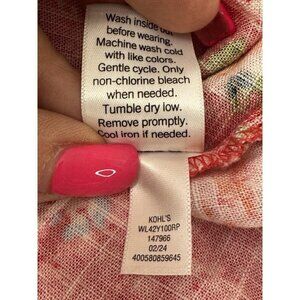 Wash inside out
before wearing.
Machine wash cold
with like colors.
Gentle cycle. Only
non-chlorine bleach
when needed.
Tumble dry low.
Remove promptly.
Cool iron if needed.
KOHL'S
WL42Y100RP
147966
02/24
400580859645